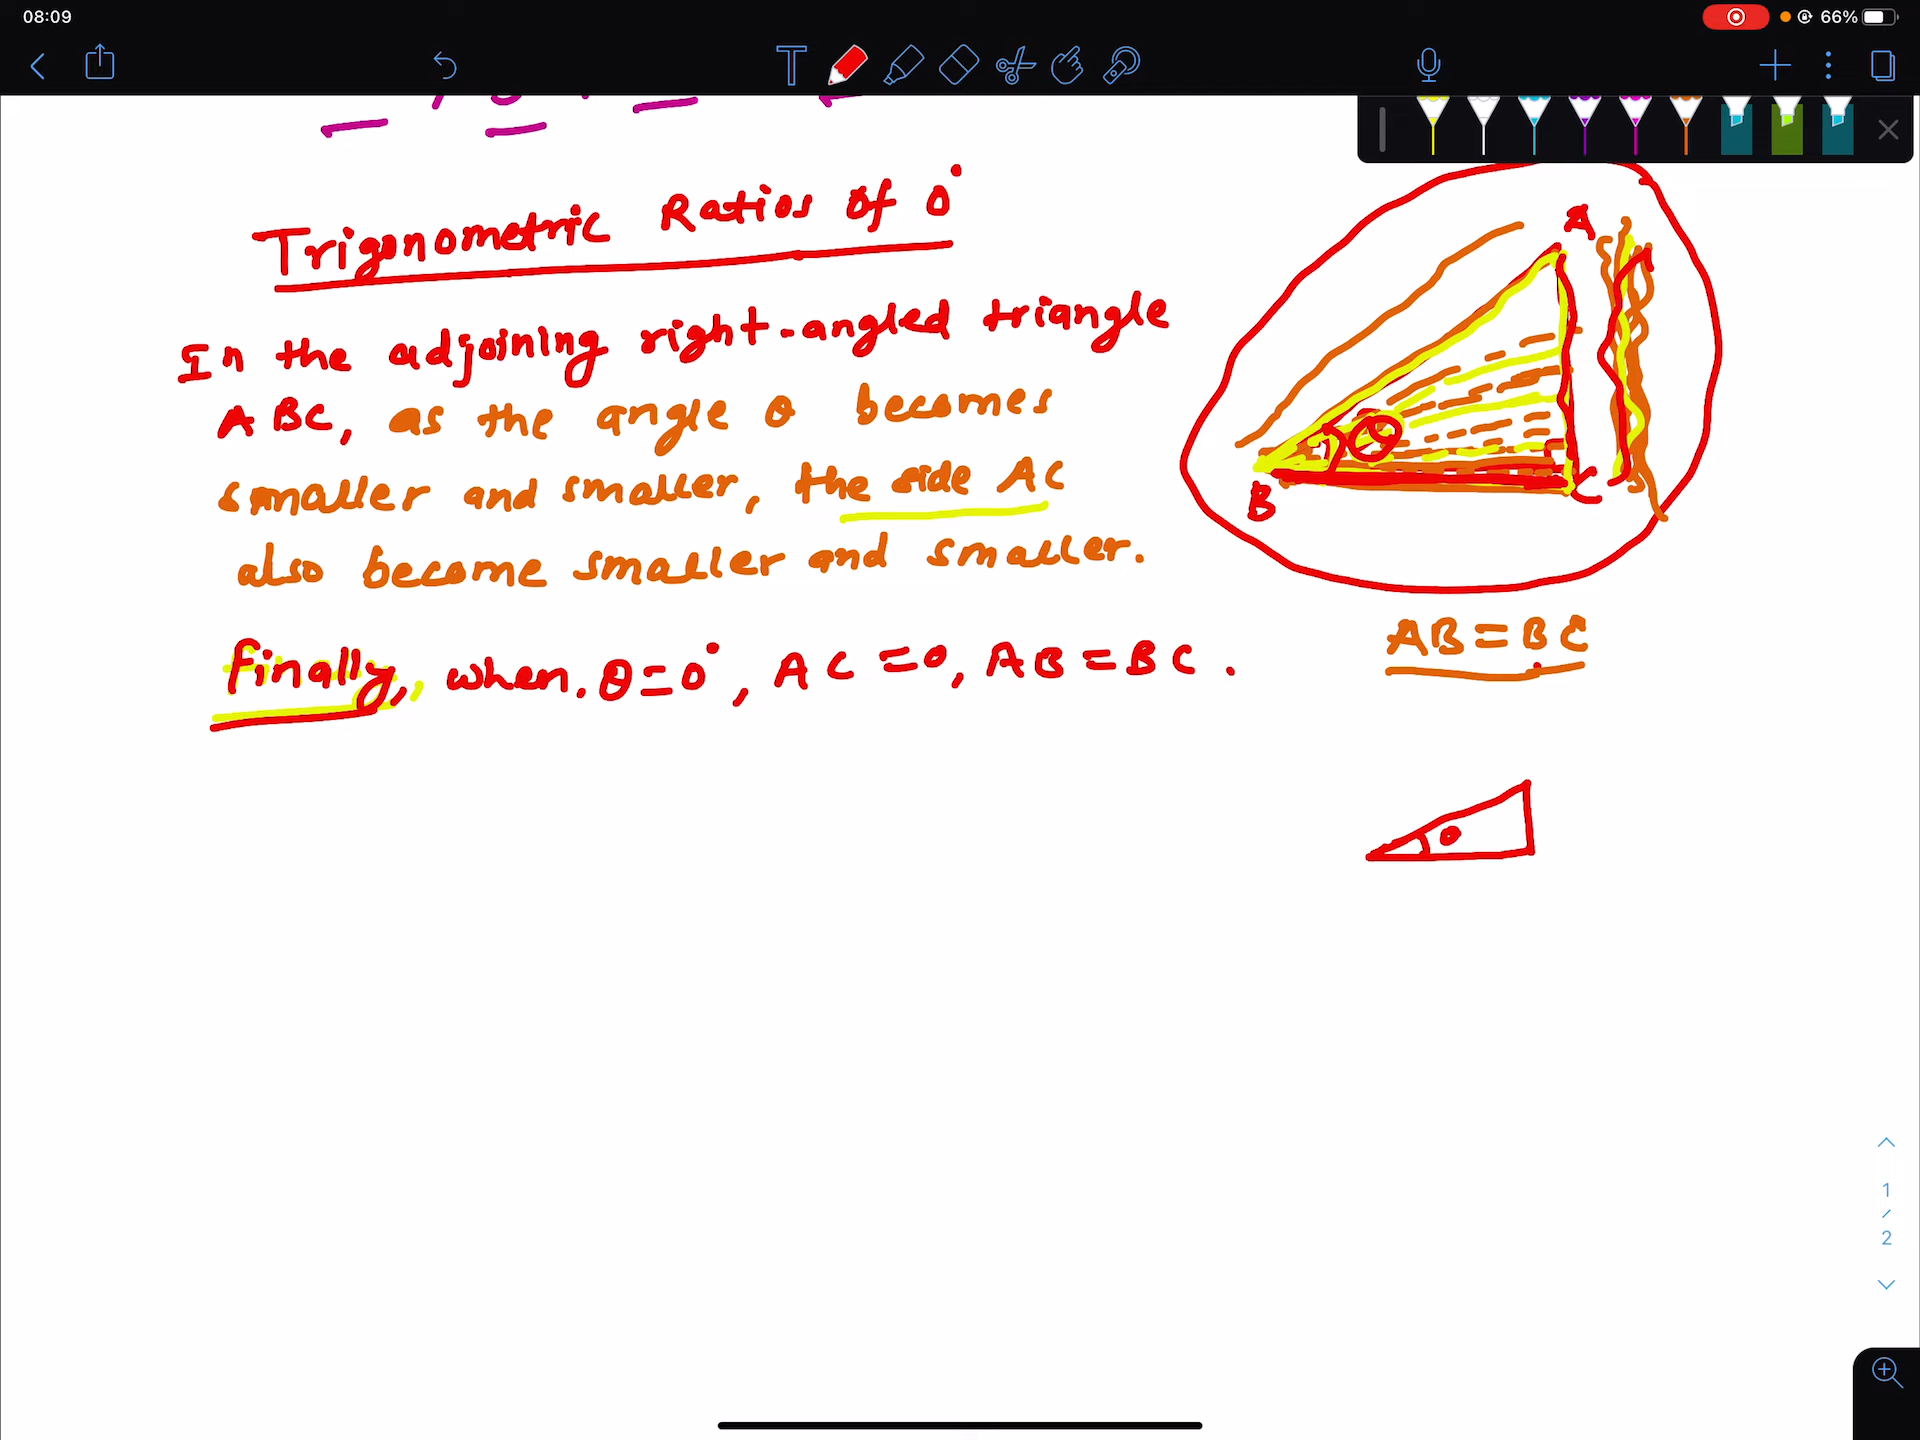 08:09
66%
Trigonometric Ratios of 0°
In the adjoining right-angled triangle
ABC, as the angle θ becomes
smaller and smaller, the side AC
also become smaller and smaller.
finally, when θ=0°, AC=0, AB=BC.
A
θ
B
C
AB=BC
θ
1
/
2